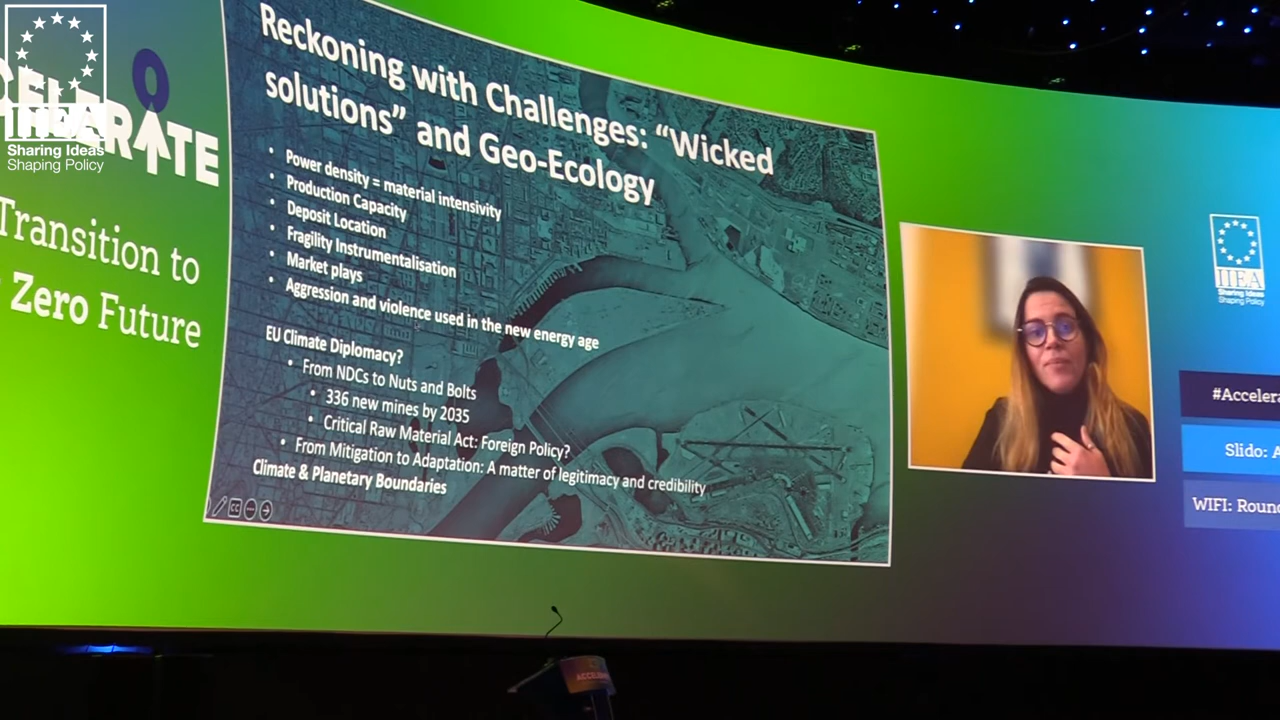 IIEA
Sharing Ideas
Shaping Policy
Transition to
Zero Future
Reckoning with Challenges: “Wicked
solutions” and Geo-Ecology
• Power density = material intensivity
• Production Capacity
• Deposit Location
• Fragility Instrumentalisation
• Market plays
• Aggression and violence used in the new energy age
EU Climate Diplomacy?
• From NDCs to Nuts and Bolts
• 336 new mines by 2035
• Critical Raw Material Act: Foreign Policy?
• From Mitigation to Adaptation: A matter of legitimacy and credibility
Climate & Planetary Boundaries
CC
IIEA
Sharing Ideas
Shaping Policy
#Accelera
Slido: A
WIFI: Roun